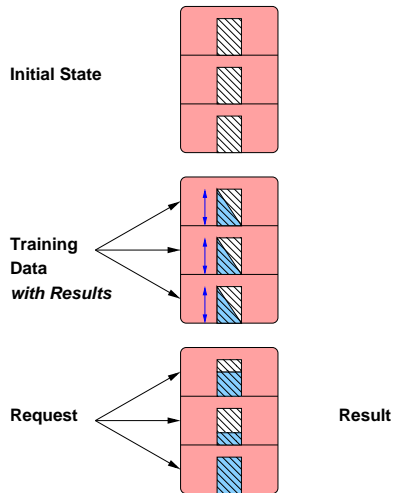 Initial State
Training
Data
with Results
Request
Result